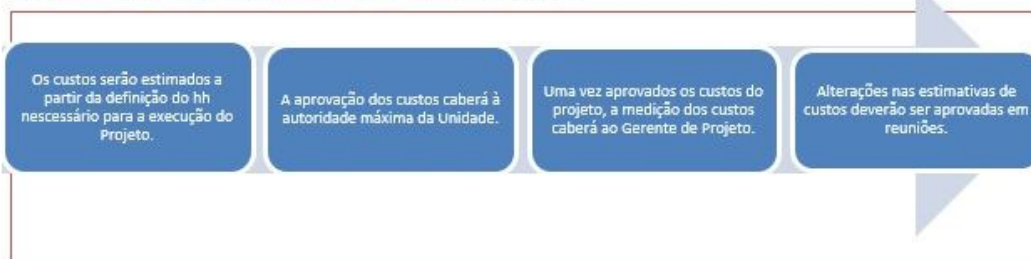 Os custos serão estimados a
partir da definição do hh
nescessário para a execução do
Projeto.
A aprovação dos custos caberá à
autoridade máxima da Unidade.
Uma vez aprovados os custos do
projeto, a medição dos custos
caberá ao Gerente de Projeto.
Alterações nas estimativas de
custos deverão ser aprovadas em
reuniões.